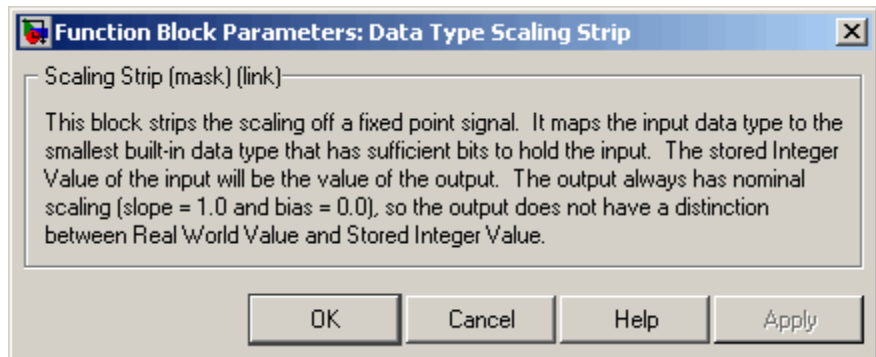 Function Block Parameters: Data Type Scaling Strip
Scaling Strip (mask) (link)
This block strips the scaling off a fixed point signal.  It maps the input data type to the
smallest built-in data type that has sufficient bits to hold the input.  The stored Integer
Value of the input will be the value of the output.  The output always has nominal
scaling (slope = 1.0 and bias = 0.0), so the output does not have a distinction
between Real World Value and Stored Integer Value.
OK Cancel Help Apply